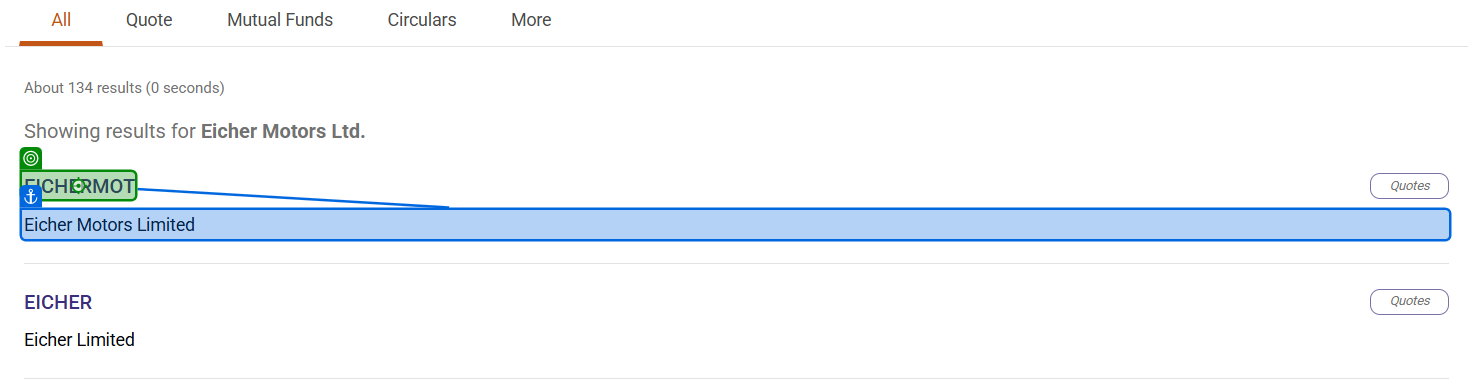 All Quote Mutual Funds Circulars More
About 134 results (0 seconds)
Showing results for Eicher Motors Ltd.
EICHERMOT Quotes
Eicher Motors Limited
EICHER Quotes
Eicher Limited